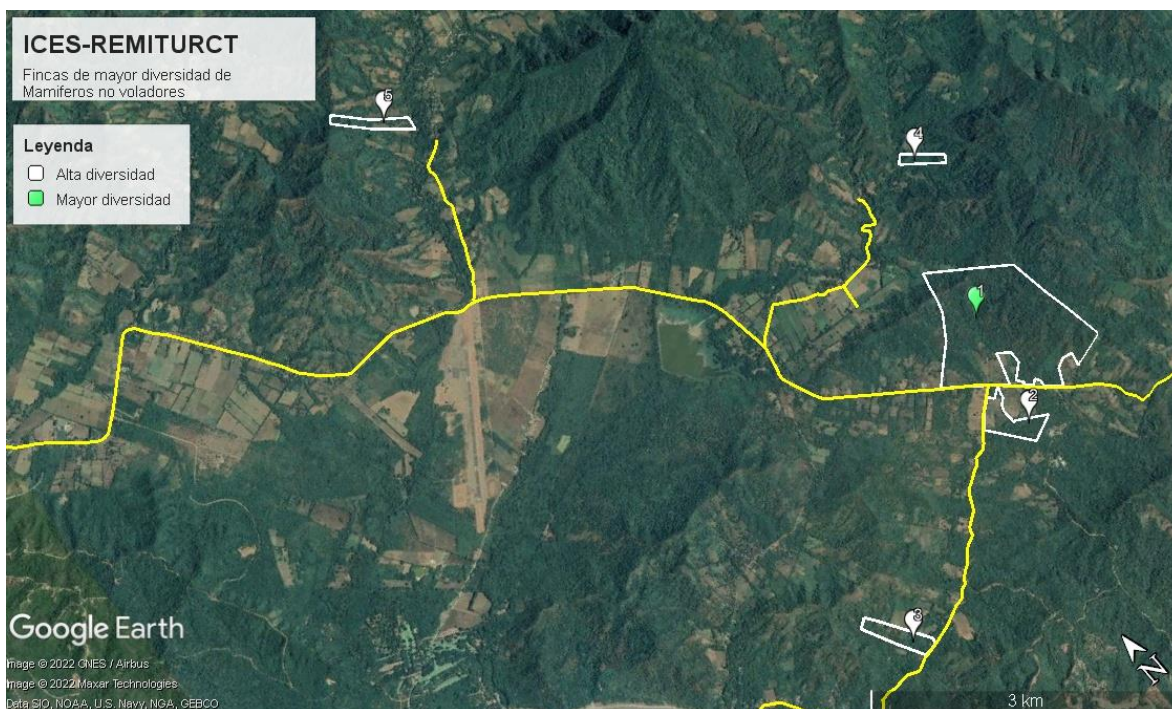 ICES-REMITURCT
Fincas de mayor diversidad de
Mamiferos no voladores
Leyenda
Alta diversidad
Mayor diversidad
5
4
1
2
3
Google Earth
Image © 2022 CNES / Airbus
Image © 2022 Maxar Technologies
Data SIO, NOAA, U.S. Navy, NGA, GEBCO
3 km
N